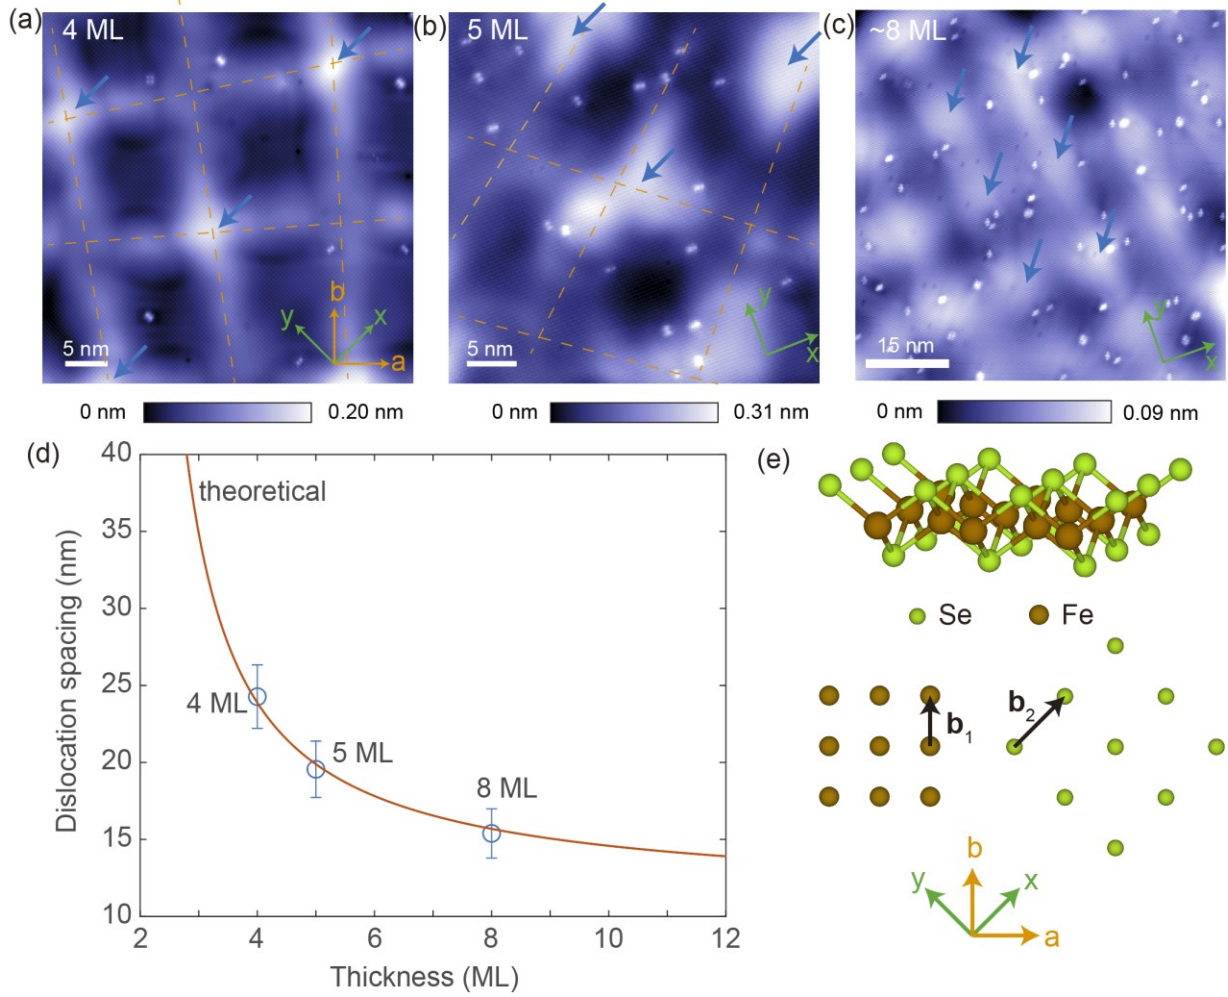 (a)
4 ML
b
y
x
a
5 nm
0 nm
0.20 nm
(b)
5 ML
y
x
5 nm
0 nm
0.31 nm
(c)
~8 ML
y
x
15 nm
0 nm
0.09 nm
(d)
40
35
30
25
20
15
10
2
4
6
8
10
12
Dislocation spacing (nm)
Thickness (ML)
theoretical
4 ML
5 ML
8 ML
(e)
Se
Fe
b₁
b₂
b
y
x
a